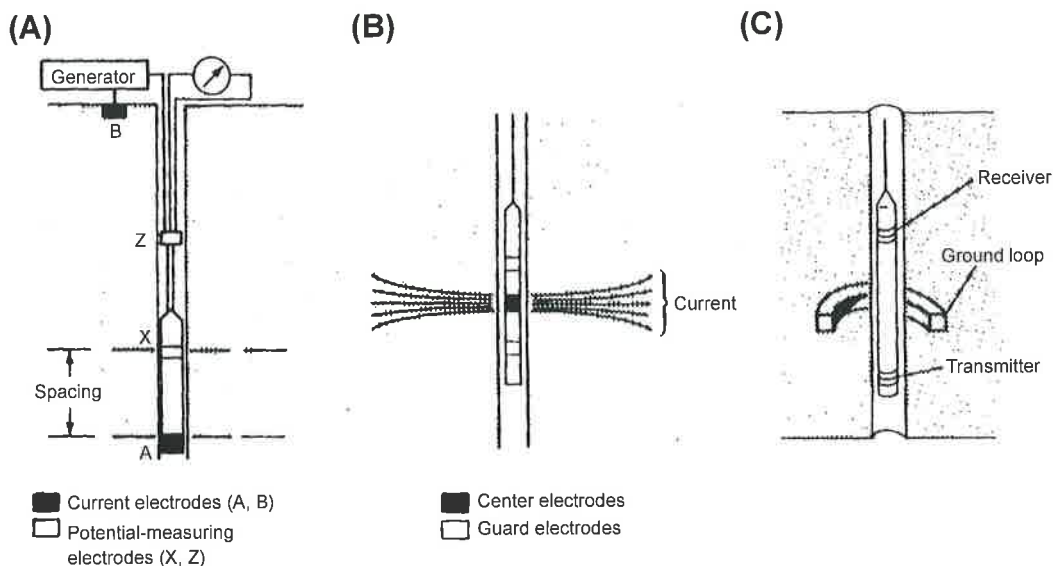 (A)
Generator
B
Z
X
Spacing
A
Current electrodes (A, B)
Potential-measuring
electrodes (X, Z)
(B)
Current
Center electrodes
Guard electrodes
(C)
Receiver
Ground loop
Transmitter